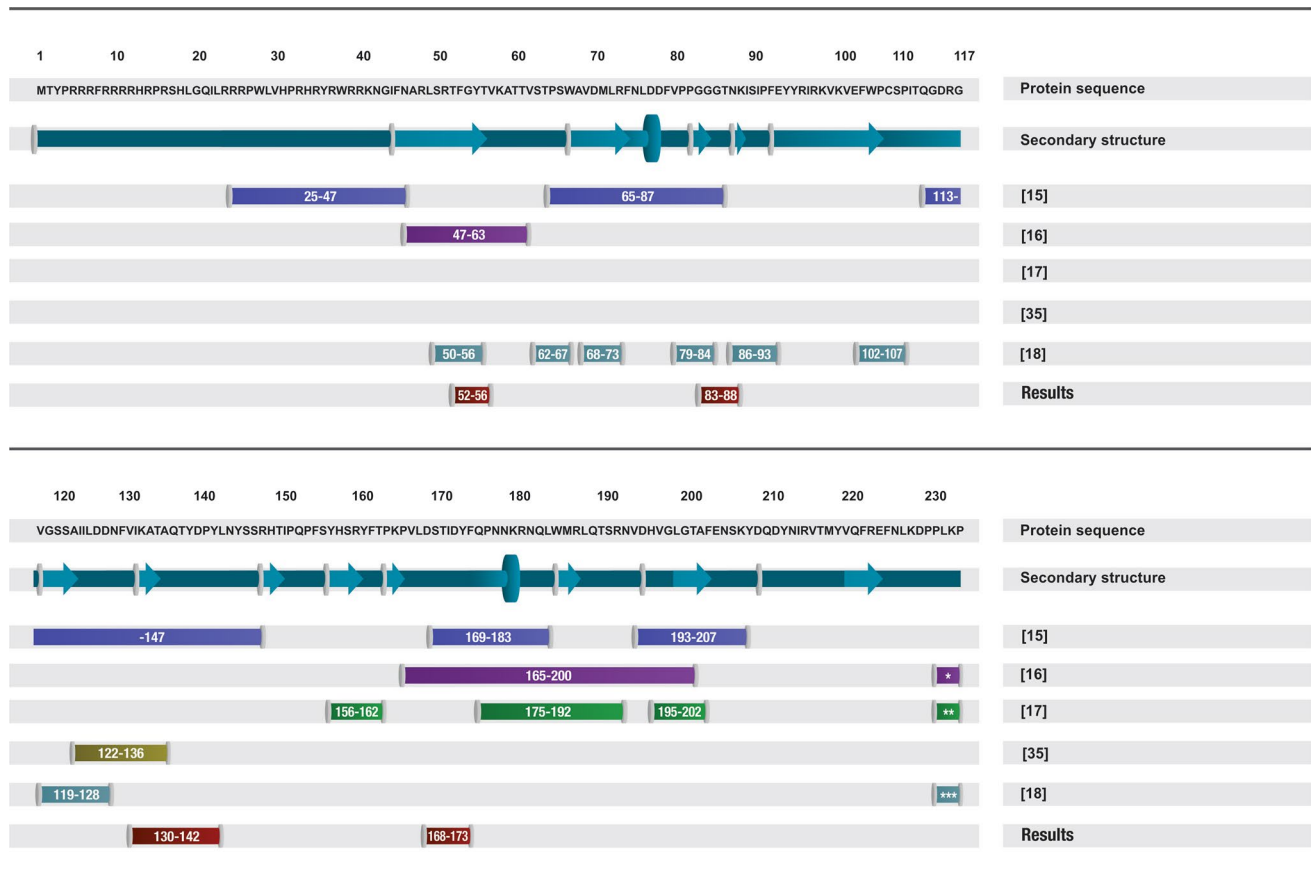 1 10 20 30 40 50 60 70 80 90 100 110 117
MTYPRRRFRRRRHRPRSHLGQILRRRPWLVHPRHRYRWRRKNGIFNARLSRTFGYTVKATTVSTPSWAVDMLRFNLDDFVPPGGGTNKISIPFEYYRIRKVKVEFWPCSPITQGDRG Protein sequence
Secondary structure
25-47 65-87 113- [15]
47-63 [16]
[17]
[35]
50-56 62-67 68-73 79-84 86-93 102-107 [18]
52-56 83-88 Results
120 130 140 150 160 170 180 190 200 210 220 230
VGSSAIILDDNFVIKATAQTYDPYLNYSSRHTIPQPFSYHSRYFTPKPVLDSTIDYFQPNNKRNQLWMRLQTSRNVDHVGLGTAFENSKYDQDYNIRVTMYVQFREFNLKDPPLKP Protein sequence
Secondary structure
-147 169-183 193-207 [15]
165-200 * [16]
156-162 175-192 195-202 ** [17]
122-136 [35]
119-128 *** [18]
130-142 168-173 Results